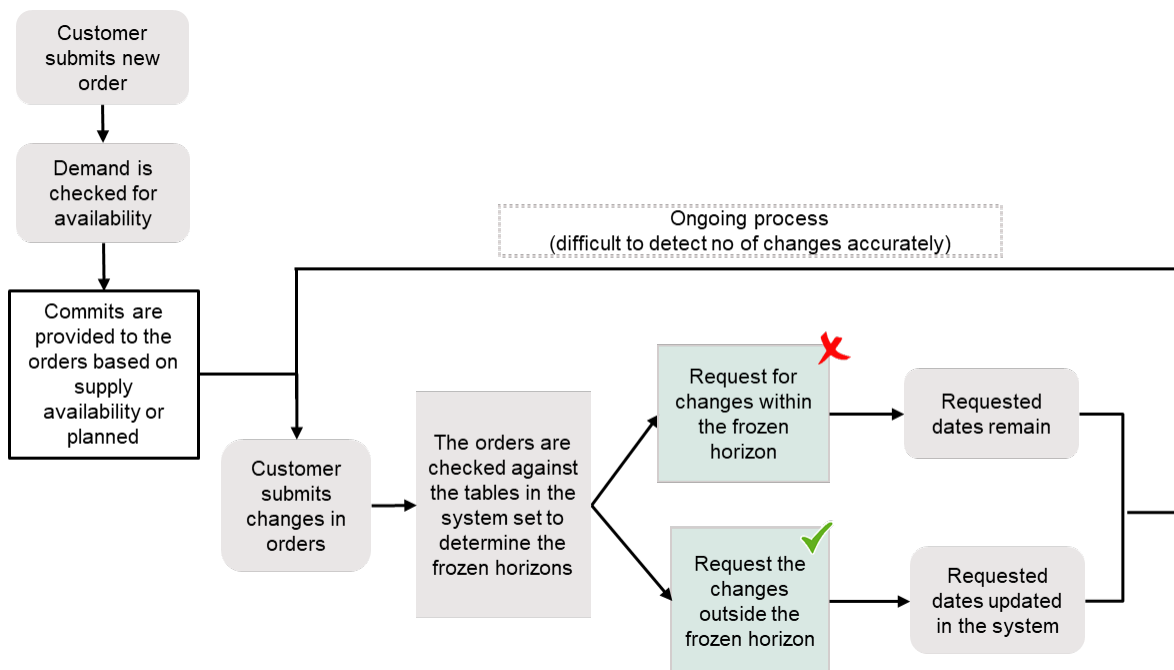 Customer
submits new
order
Demand is
checked for
availability
Commits are
provided to the
orders based on
supply
availability or
planned
Ongoing process
(difficult to detect no of changes accurately)
Customer
submits
changes in
orders
The orders are
checked against
the tables in the
system set to
determine the
frozen horizons
Request for
changes within
the frozen
horizon
Requested
dates remain
Request the
changes
outside the
frozen horizon
Requested
dates updated
in the system